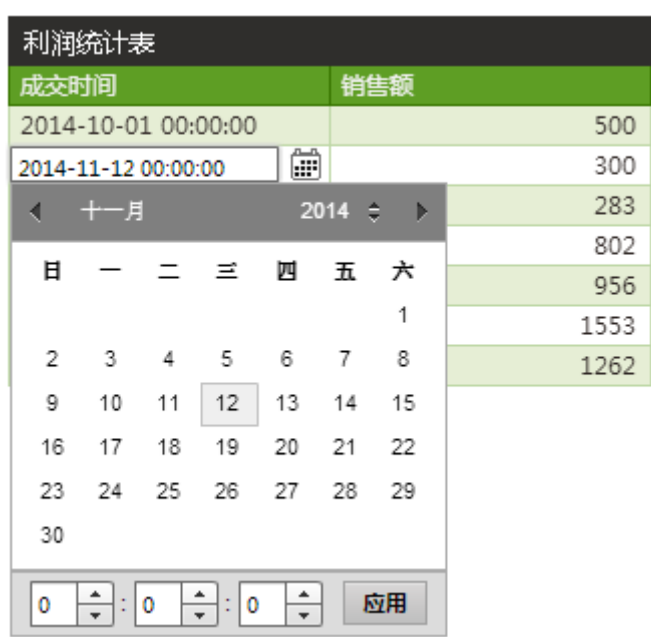 利润统计表
成交时间 销售额
2014-10-01 00:00:00 500
2014-11-12 00:00:00 300
十一月 2014 283
802
日 一 二 三 四 五 六 956
1 1553
2 3 4 5 6 7 8 1262
9 10 11 12 13 14 15
16 17 18 19 20 21 22
23 24 25 26 27 28 29
30
0 : 0 : 0 应用